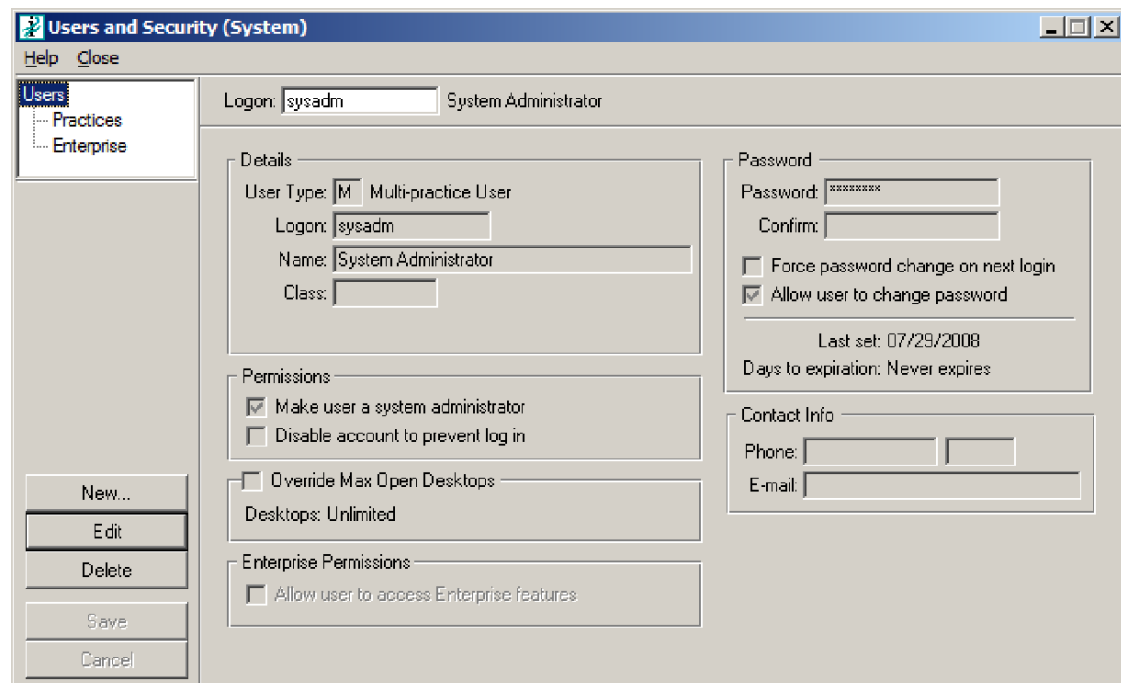 Users and Security (System)
Help Close
Users
Practices
Enterprise
Logon: sysadm System Administrator
Details
User Type: M Multi-practice User
Logon: sysadm
Name: System Administrator
Class:
Permissions
Make user a system administrator
Disable account to prevent log in
Override Max Open Desktops
Desktops: Unlimited
Enterprise Permissions
Allow user to access Enterprise features
Password
Password: ********
Confirm:
Force password change on next login
Allow user to change password
Last set: 07/29/2008
Days to expiration: Never expires
Contact Info
Phone:
E-mail:
New...
Edit
Delete
Save
Cancel